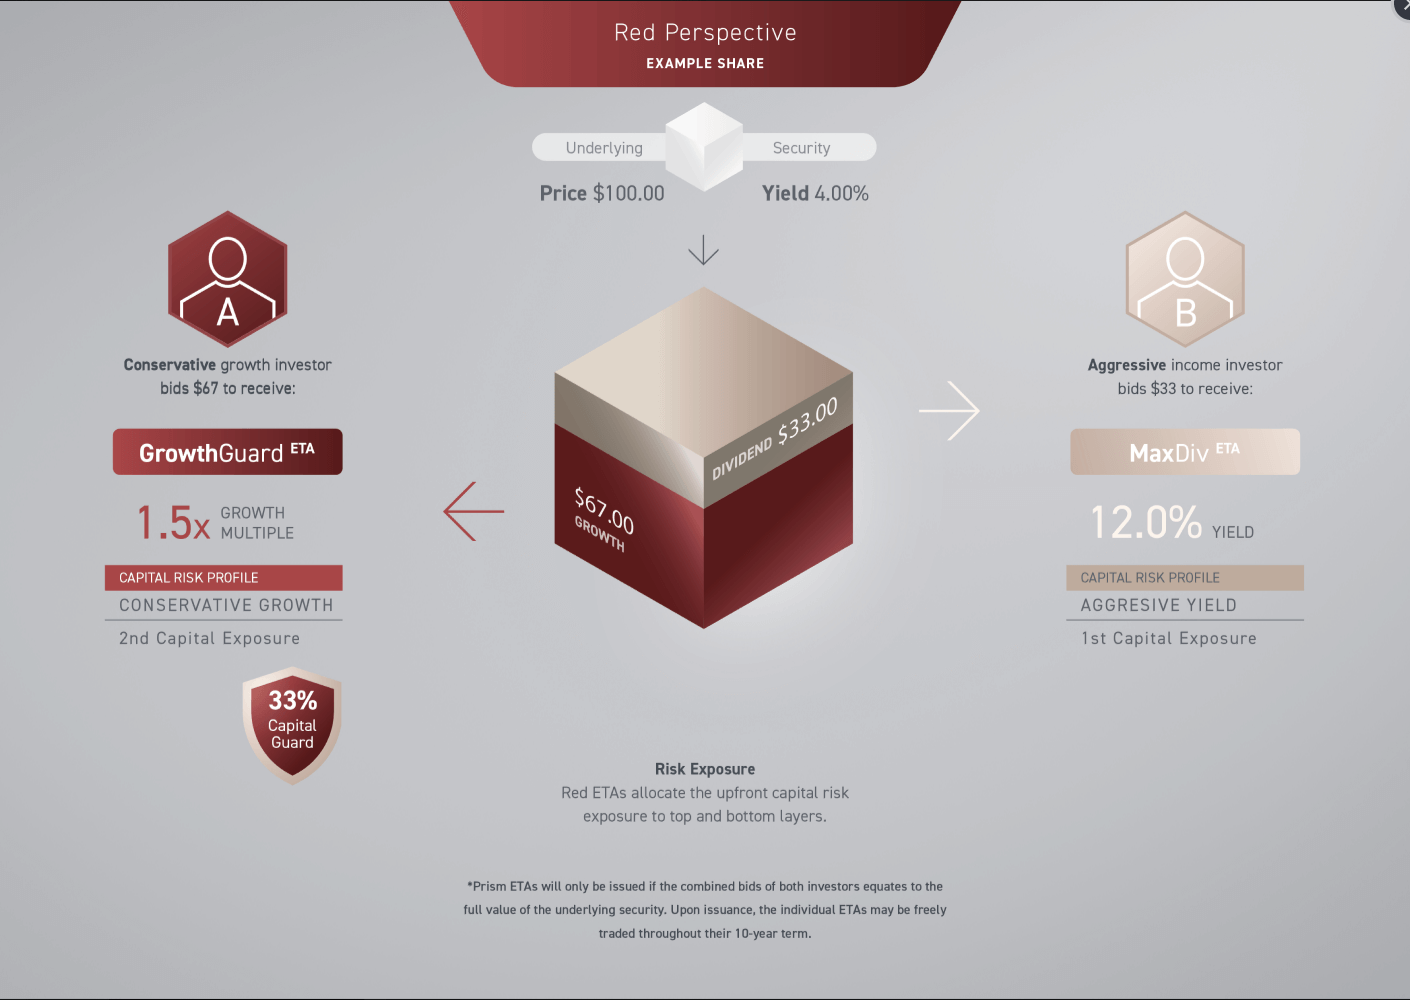 Red Perspective
EXAMPLE SHARE
Underlying
Security
Price $100.00
Yield 4.00%
A
Conservative growth investor
bids $67 to receive:
GrowthGuard ETA
1.5x GROWTH
MULTIPLE
CAPITAL RISK PROFILE
CONSERVATIVE GROWTH
2nd Capital Exposure
33%
Capital
Guard
DIVIDEND $33.00
$67.00
GROWTH
B
Aggressive income investor
bids $33 to receive:
MaxDiv ETA
12.0% YIELD
CAPITAL RISK PROFILE
AGGRESIVE YIELD
1st Capital Exposure
Risk Exposure
Red ETAs allocate the upfront capital risk
exposure to top and bottom layers.
*Prism ETAs will only be issued if the combined bids of both investors equates to the
full value of the underlying security. Upon issuance, the individual ETAs may be freely
traded throughout their 10-year term.